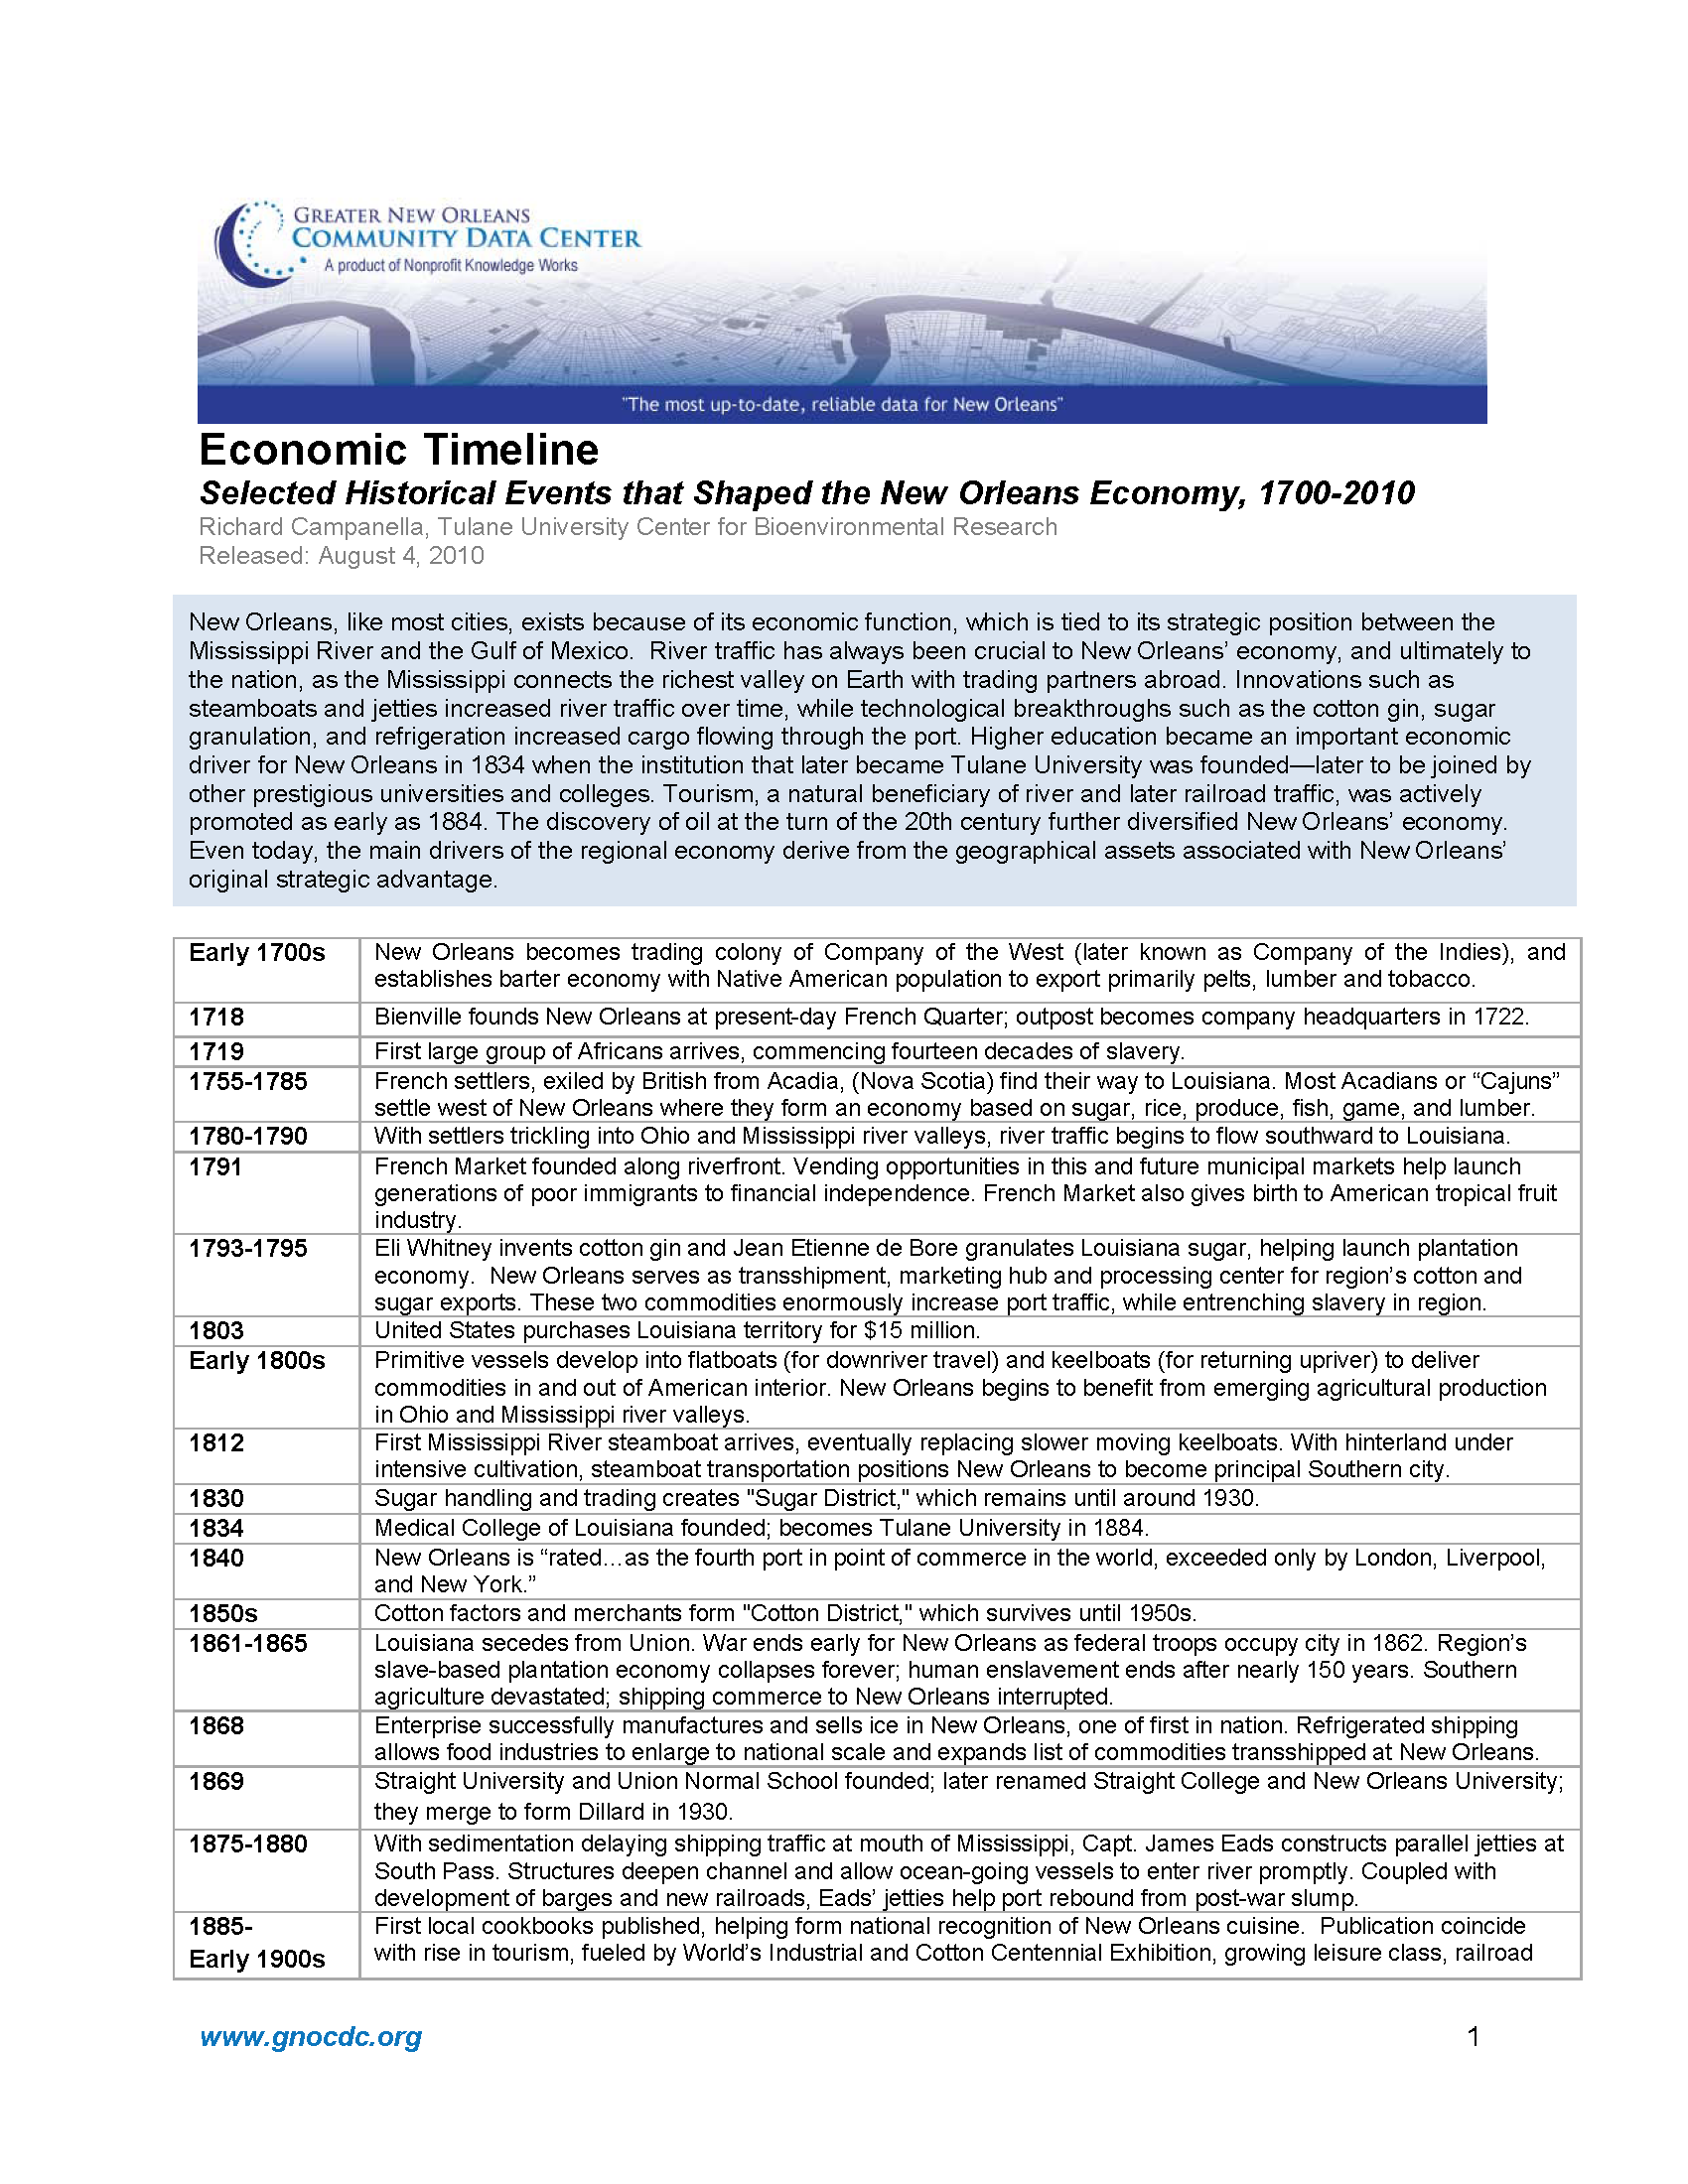 GREATER NEW ORLEANS
COMMUNITY DATA CENTER
A product of Nonprofit Knowledge Works
"The most up-to-date, reliable data for New Orleans"
Economic Timeline
Selected Historical Events that Shaped the New Orleans Economy, 1700-2010
Richard Campanella, Tulane University Center for Bioenvironmental Research
Released: August 4, 2010
New Orleans, like most cities, exists because of its economic function, which is tied to its strategic position between the
Mississippi River and the Gulf of Mexico.  River traffic has always been crucial to New Orleans’ economy, and ultimately to
the nation, as the Mississippi connects the richest valley on Earth with trading partners abroad. Innovations such as
steamboats and jetties increased river traffic over time, while technological breakthroughs such as the cotton gin, sugar
granulation, and refrigeration increased cargo flowing through the port. Higher education became an important economic
driver for New Orleans in 1834 when the institution that later became Tulane University was founded—later to be joined by
other prestigious universities and colleges. Tourism, a natural beneficiary of river and later railroad traffic, was actively
promoted as early as 1884. The discovery of oil at the turn of the 20th century further diversified New Orleans’ economy.
Even today, the main drivers of the regional economy derive from the geographical assets associated with New Orleans’
original strategic advantage.
Early 1700s New Orleans becomes trading colony of Company of the West (later known as Company of the Indies), and
establishes barter economy with Native American population to export primarily pelts, lumber and tobacco.
1718 Bienville founds New Orleans at present-day French Quarter; outpost becomes company headquarters in 1722.
1719 First large group of Africans arrives, commencing fourteen decades of slavery.
1755-1785 French settlers, exiled by British from Acadia, (Nova Scotia) find their way to Louisiana. Most Acadians or “Cajuns”
settle west of New Orleans where they form an economy based on sugar, rice, produce, fish, game, and lumber.
1780-1790 With settlers trickling into Ohio and Mississippi river valleys, river traffic begins to flow southward to Louisiana.
1791 French Market founded along riverfront. Vending opportunities in this and future municipal markets help launch
generations of poor immigrants to financial independence. French Market also gives birth to American tropical fruit
industry.
1793-1795 Eli Whitney invents cotton gin and Jean Etienne de Bore granulates Louisiana sugar, helping launch plantation
economy.  New Orleans serves as transshipment, marketing hub and processing center for region’s cotton and
sugar exports. These two commodities enormously increase port traffic, while entrenching slavery in region.
1803 United States purchases Louisiana territory for $15 million.
Early 1800s Primitive vessels develop into flatboats (for downriver travel) and keelboats (for returning upriver) to deliver
commodities in and out of American interior. New Orleans begins to benefit from emerging agricultural production
in Ohio and Mississippi river valleys.
1812 First Mississippi River steamboat arrives, eventually replacing slower moving keelboats. With hinterland under
intensive cultivation, steamboat transportation positions New Orleans to become principal Southern city.
1830 Sugar handling and trading creates "Sugar District," which remains until around 1930.
1834 Medical College of Louisiana founded; becomes Tulane University in 1884.
1840 New Orleans is “rated…as the fourth port in point of commerce in the world, exceeded only by London, Liverpool,
and New York.”
1850s Cotton factors and merchants form "Cotton District," which survives until 1950s.
1861-1865 Louisiana secedes from Union. War ends early for New Orleans as federal troops occupy city in 1862. Region’s
slave-based plantation economy collapses forever; human enslavement ends after nearly 150 years. Southern
agriculture devastated; shipping commerce to New Orleans interrupted.
1868 Enterprise successfully manufactures and sells ice in New Orleans, one of first in nation. Refrigerated shipping
allows food industries to enlarge to national scale and expands list of commodities transshipped at New Orleans.
1869 Straight University and Union Normal School founded; later renamed Straight College and New Orleans University;
they merge to form Dillard in 1930.
1875-1880 With sedimentation delaying shipping traffic at mouth of Mississippi, Capt. James Eads constructs parallel jetties at
South Pass. Structures deepen channel and allow ocean-going vessels to enter river promptly. Coupled with
development of barges and new railroads, Eads’ jetties help port rebound from post-war slump.
1885- First local cookbooks published, helping form national recognition of New Orleans cuisine.  Publication coincide
Early 1900s with rise in tourism, fueled by World’s Industrial and Cotton Centennial Exhibition, growing leisure class, railroad
www.gnocdc.org 1